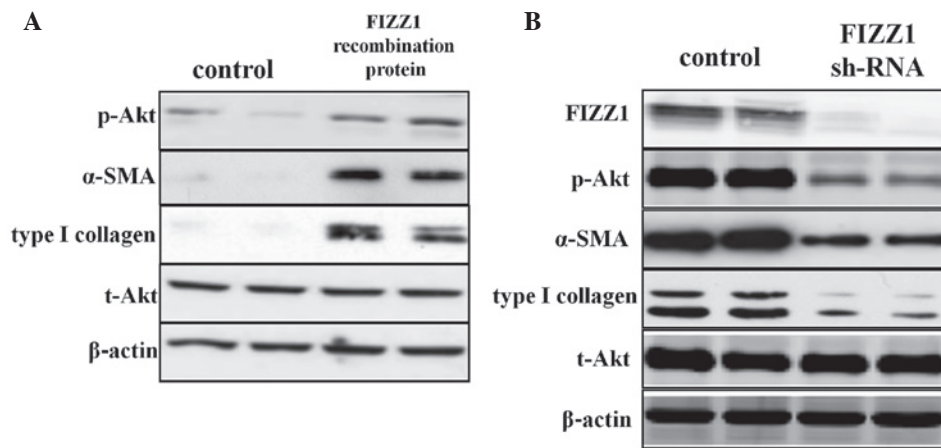 A
control
FIZZ1
recombination
protein
p-Akt
α-SMA
type I collagen
t-Akt
β-actin
B
control
FIZZ1
sh-RNA
FIZZ1
p-Akt
α-SMA
type I collagen
t-Akt
β-actin